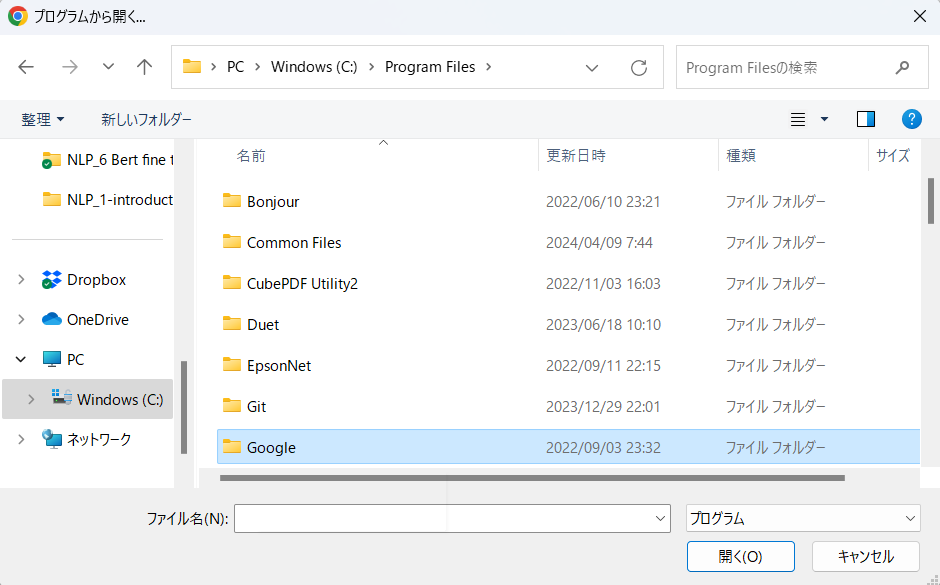 プログラムから開く...
PC
Windows (C:)
Program Files
Program Filesの検索
整理
新しいフォルダー
?
NLP_6 Bert fine t
NLP_1-introduct
Dropbox
OneDrive
PC
Windows (C:)
ネットワーク
名前 更新日時 種類 サイズ
Bonjour 2022/06/10 23:21 ファイル フォルダー
Common Files 2024/04/09 7:44 ファイル フォルダー
CubePDF Utility2 2022/11/03 16:03 ファイル フォルダー
Duet 2023/06/18 10:10 ファイル フォルダー
EpsonNet 2022/09/11 22:15 ファイル フォルダー
Git 2023/12/29 22:01 ファイル フォルダー
Google 2022/09/03 23:32 ファイル フォルダー
ファイル名(N):
プログラム
開く(O)
キャンセル